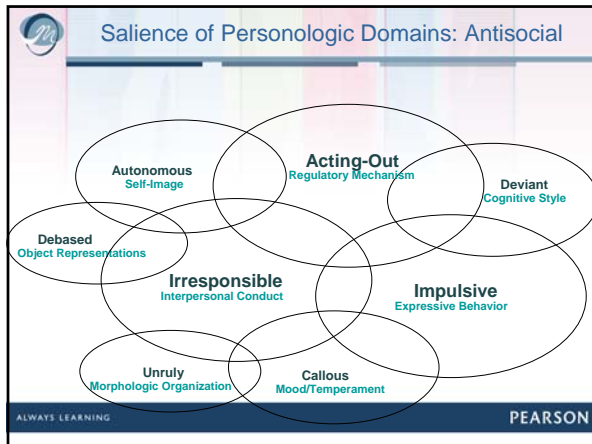 Salience of Personologic Domains: Antisocial
Acting-Out
Regulatory Mechanism
Autonomous
Self-Image
Deviant
Cognitive Style
Debased
Object Representations
Irresponsible
Interpersonal Conduct
Impulsive
Expressive Behavior
Unruly
Morphologic Organization
Callous
Mood/Temperament
ALWAYS LEARNING
PEARSON